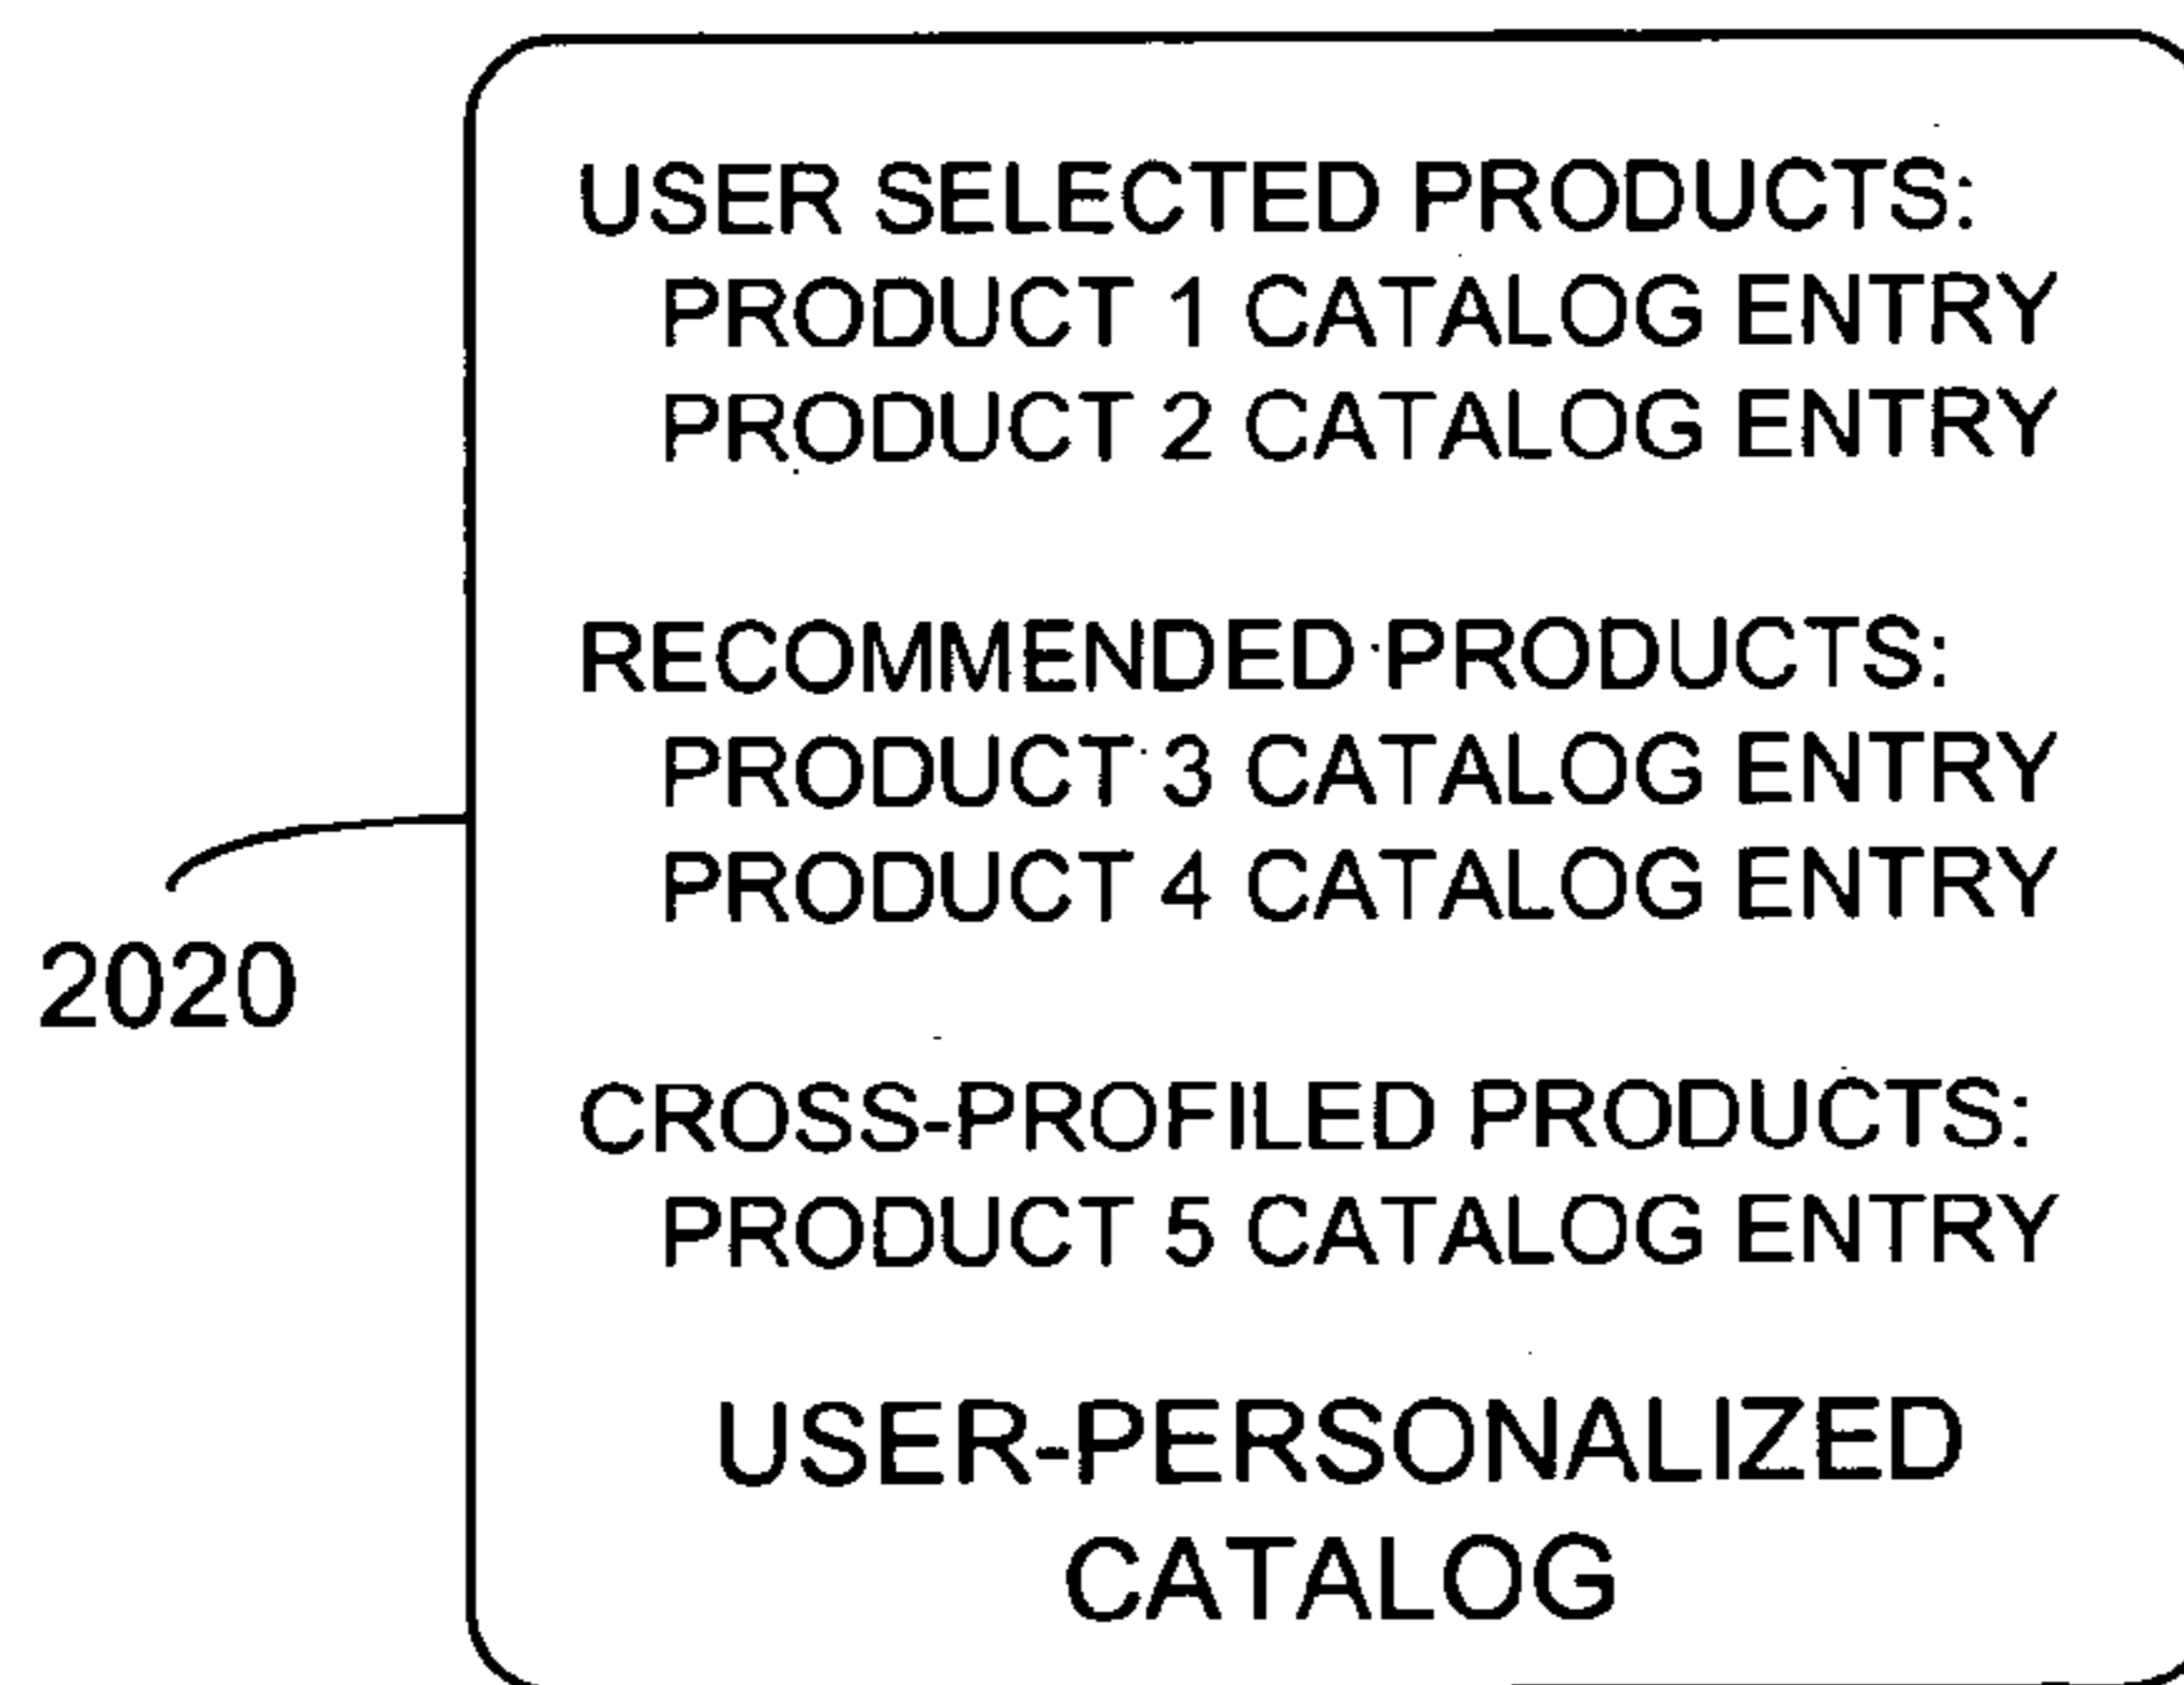 USER SELECTED PRODUCTS:
PRODUCT 1 CATALOG ENTRY
PRODUCT 2 CATALOG ENTRY
RECOMMENDED PRODUCTS:
PRODUCT 3 CATALOG ENTRY
PRODUCT 4 CATALOG ENTRY
2020
CROSS-PROFILED PRODUCTS:
PRODUCT 5 CATALOG ENTRY
USER-PERSONALIZED
CATALOG